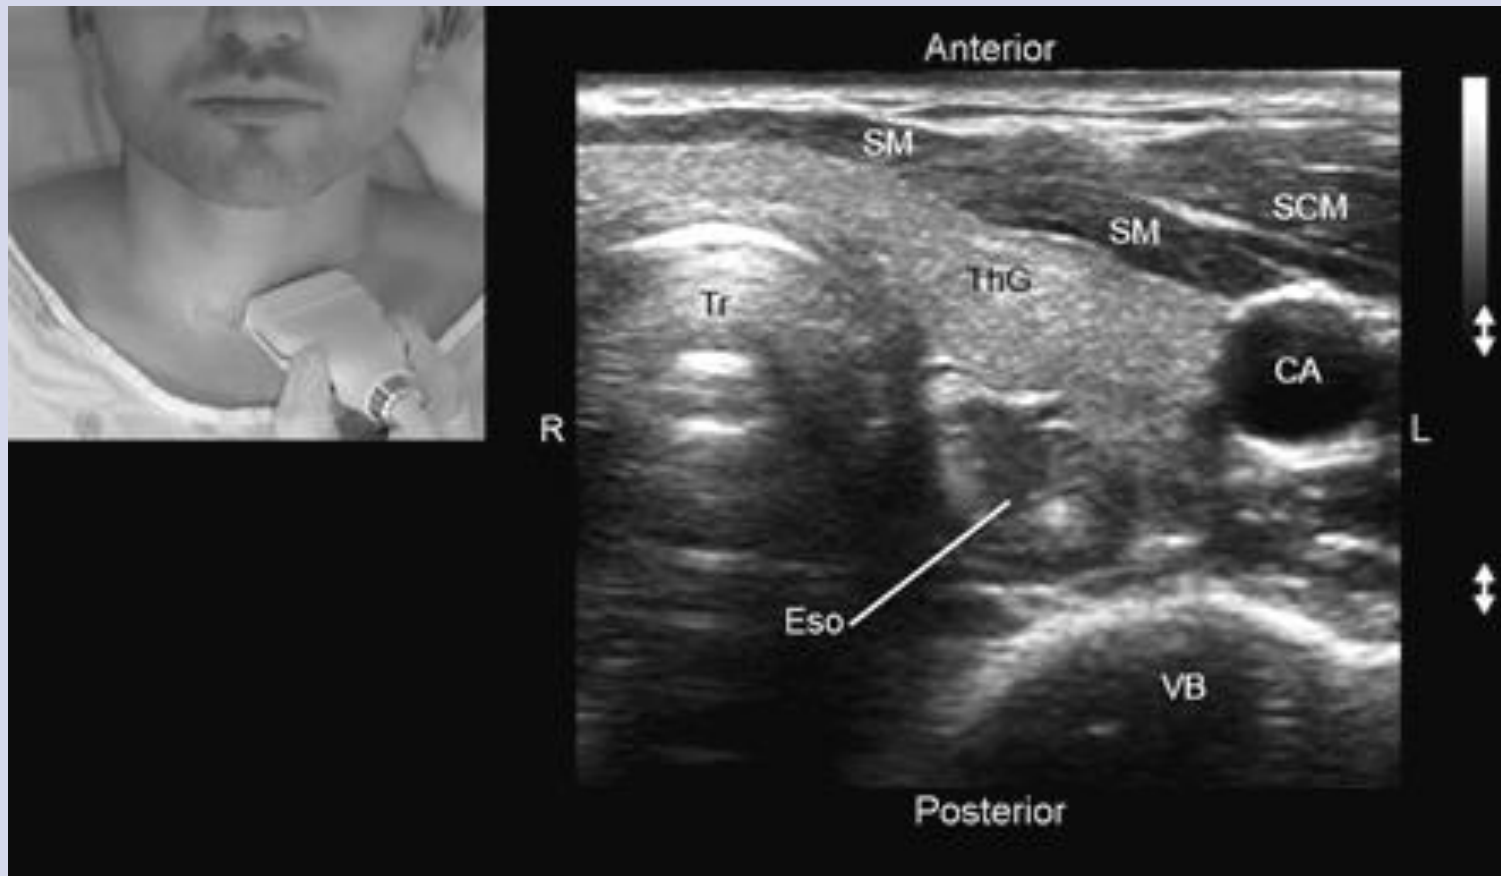 Anterior
SM
SCM
SM
ThG
Tr
CA
R
L
Eso
VB
Posterior